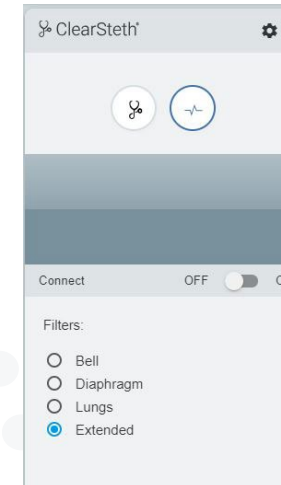 ClearSteth
Connect OFF
Filters:
Bell
Diaphragm
Lungs
Extended